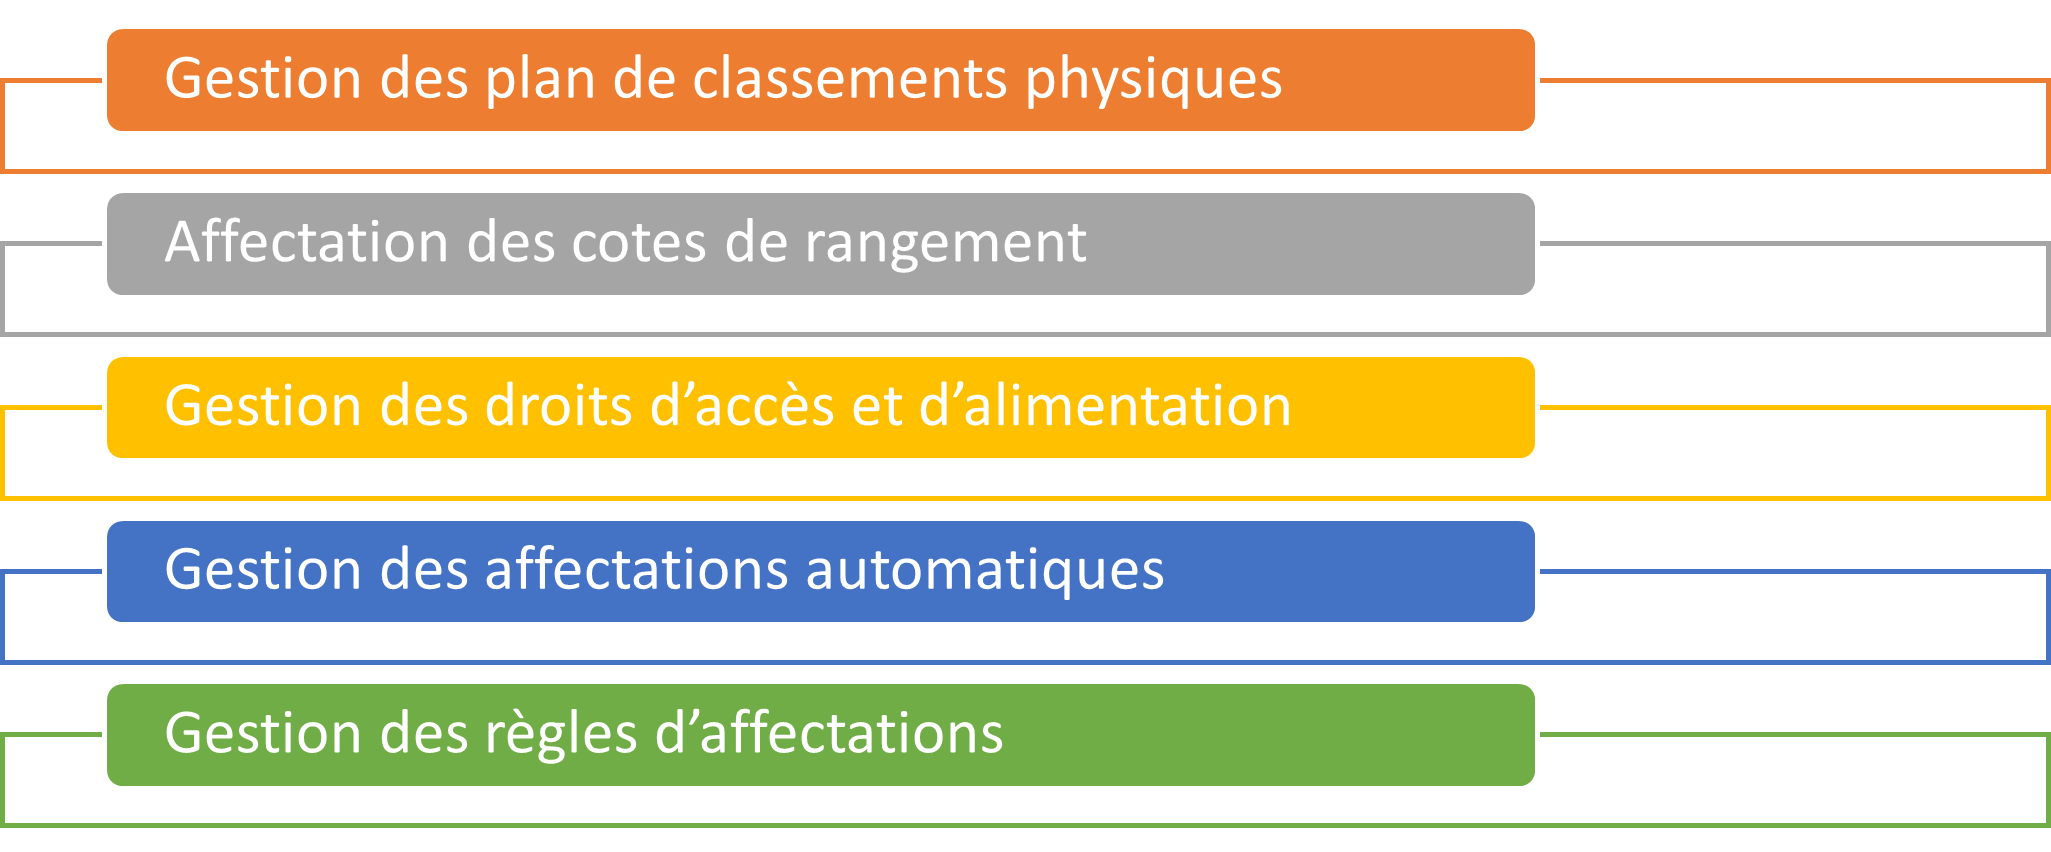 Gestion des plan de classements physiques
Affectation des cotes de rangement
Gestion des droits d’accès et d’alimentation
Gestion des affectations automatiques
Gestion des règles d’affectations